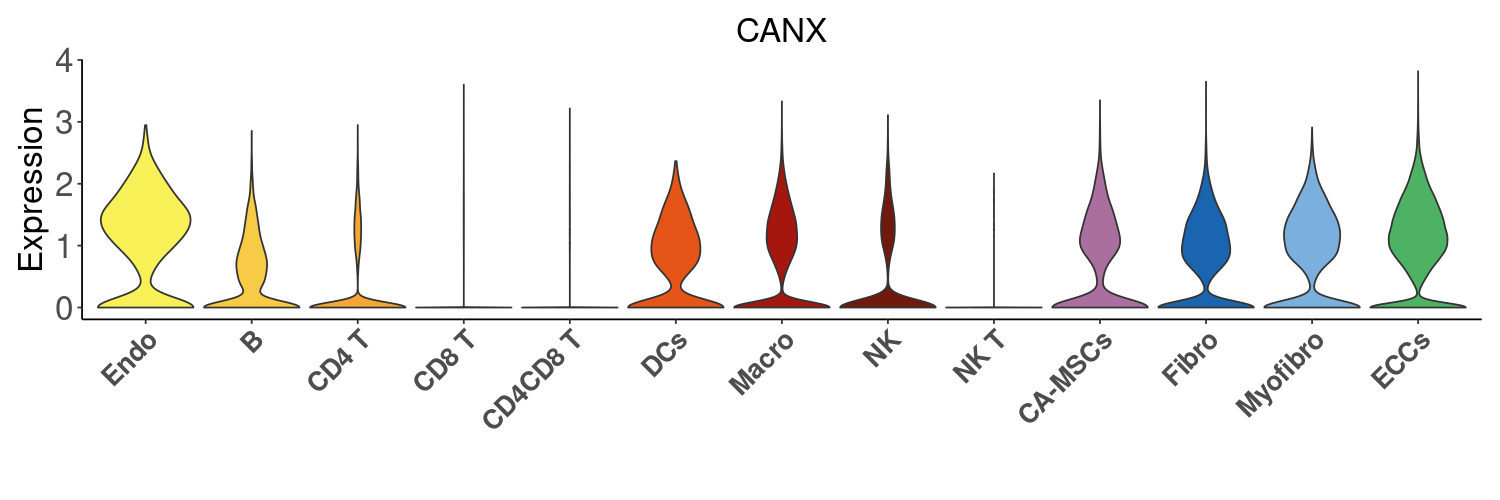 CANX
Expression
4
3
2
1
0
Endo
B
CD4 T
CD8 T
CD4CD8 T
DCs
Macro
NK
NK T
CA-MSCs
Fibro
Myofibro
ECCs